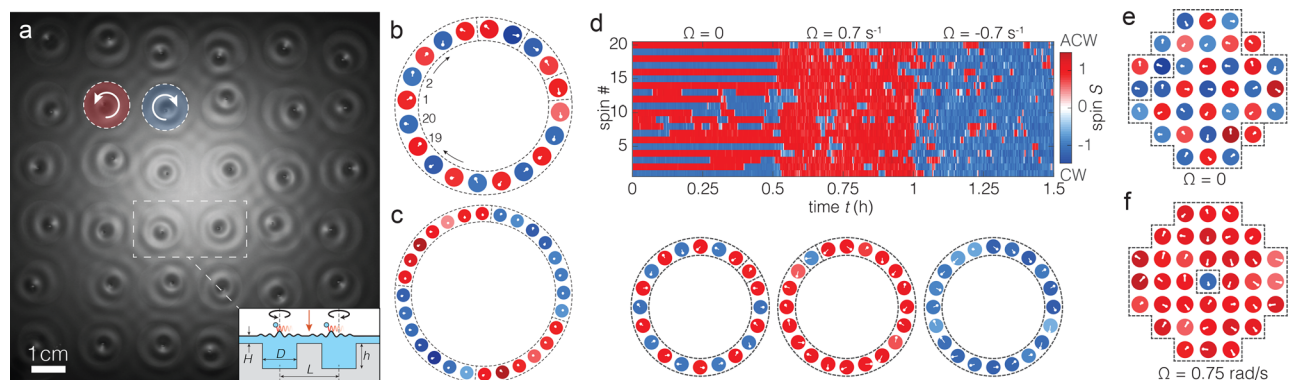 a
1 cm
H
D
h
L
b
2
1
20
19
c
d
Ω = 0
Ω = 0.7 s⁻¹
Ω = -0.7 s⁻¹
spin #
20
15
10
5
0
0.25
0.5
0.75
1
1.25
1.5
time t (h)
ACW
1
0
-1
CW
spin S
e
Ω = 0
f
Ω = 0.75 rad/s